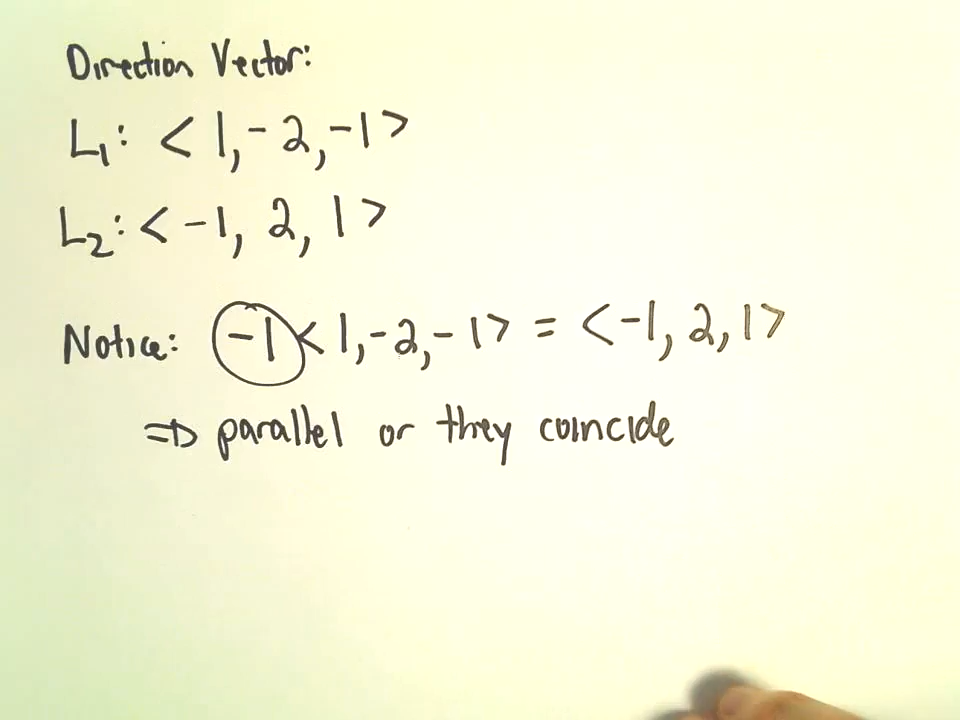 Direction Vector:
L₁: < 1, -2, -1 >
L₂: < -1, 2, 1 >
Notice: -1 < 1, -2, -1 > = < -1, 2, 1 >
⇒ parallel or they coincide